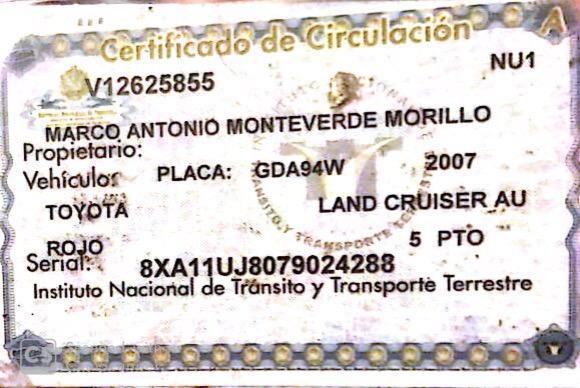 Certificado de Circulación
A
NU1
V12625855
MARCO ANTONIO MONTEVERDE MORILLO
Propietario:
Vehículo: PLACA: GDA94W 2007
TOYOTA LAND CRUISER AU
ROJO 5 PTO
Serial: 8XA11UJ8079024288
Instituto Nacional de Tránsito y Transporte Terrestre
CS